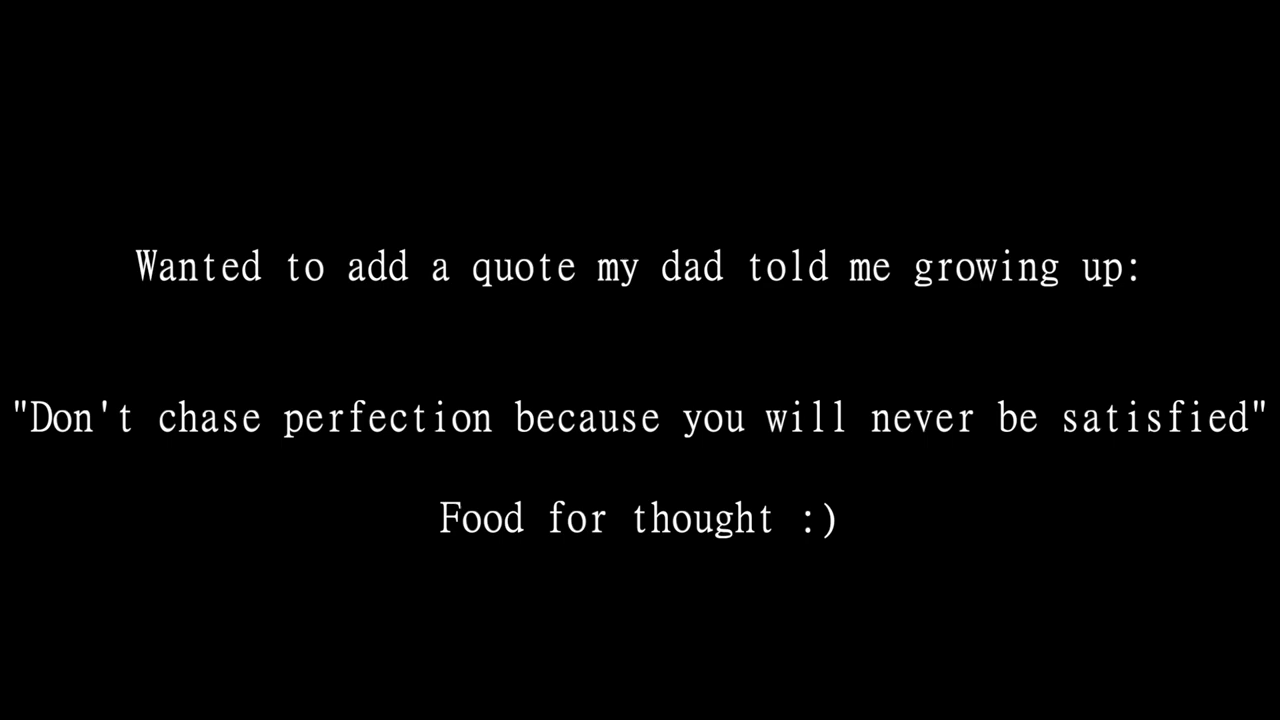 Wanted to add a quote my dad told me growing up:
"Don't chase perfection because you will never be satisfied"
Food for thought :)